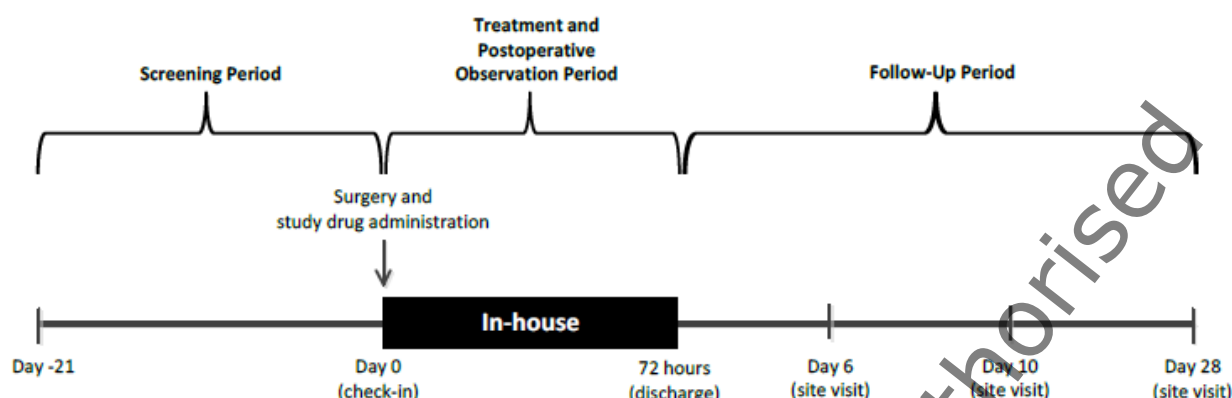 Treatment and
Postoperative
Observation Period
Screening Period
Follow-Up Period
Surgery and
study drug administration
In-house
Day -21
Day 0
(check-in)
72 hours
(discharge)
Day 6
(site visit)
Day 10
(site visit)
Day 28
(site visit)
thorised